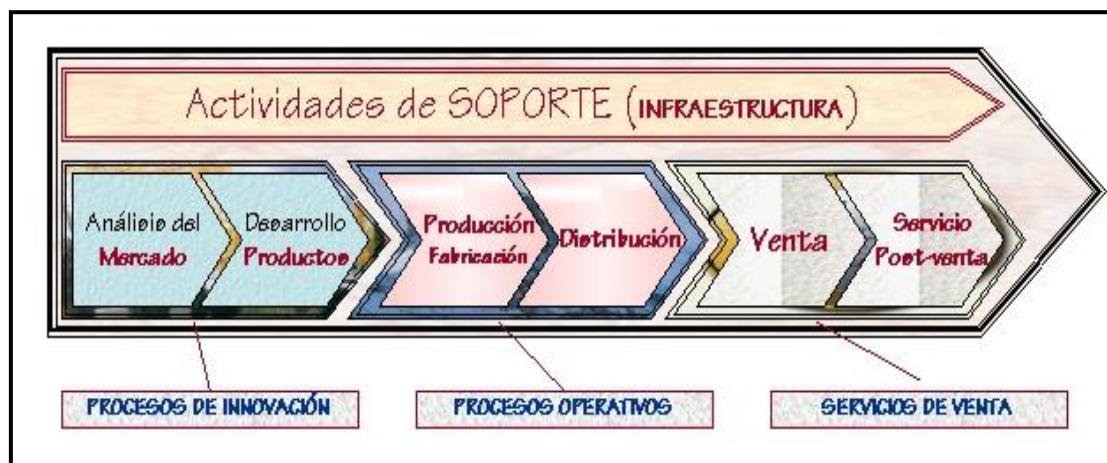 Actividades de SOPORTE (INFRAESTRUCTURA)
Análisis del
Mercado
Desarrollo
Productos
Producción
Fabricación
Distribución
Venta
Servicio
Post-venta
PROCESOS DE INNOVACIÓN
PROCESOS OPERATIVOS
SERVICIOS DE VENTA